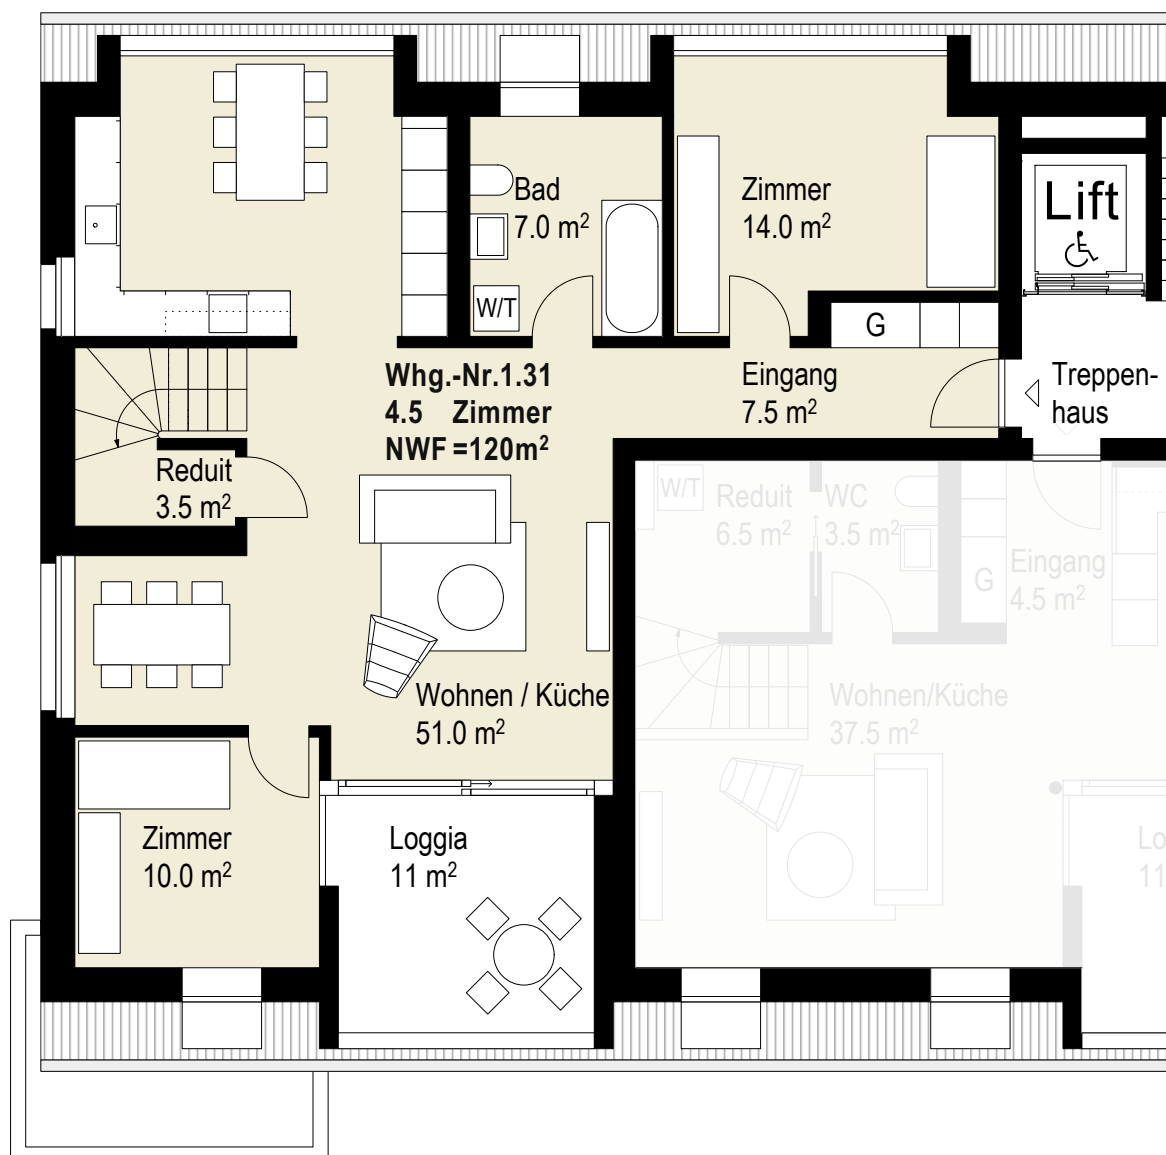 Bad
7.0 m²
Zimmer
14.0 m²
Lift
W/T
G
Whg.-Nr.1.31
4.5 Zimmer
NWF =120m²
Eingang
7.5 m²
Treppen-
haus
Reduit
3.5 m²
W/T
Reduit
6.5 m²
WC
3.5 m²
Eingang
4.5 m²
G
Wohnen / Küche
51.0 m²
Wohnen/Küche
37.5 m²
Zimmer
10.0 m²
Loggia
11 m²
Lo
11